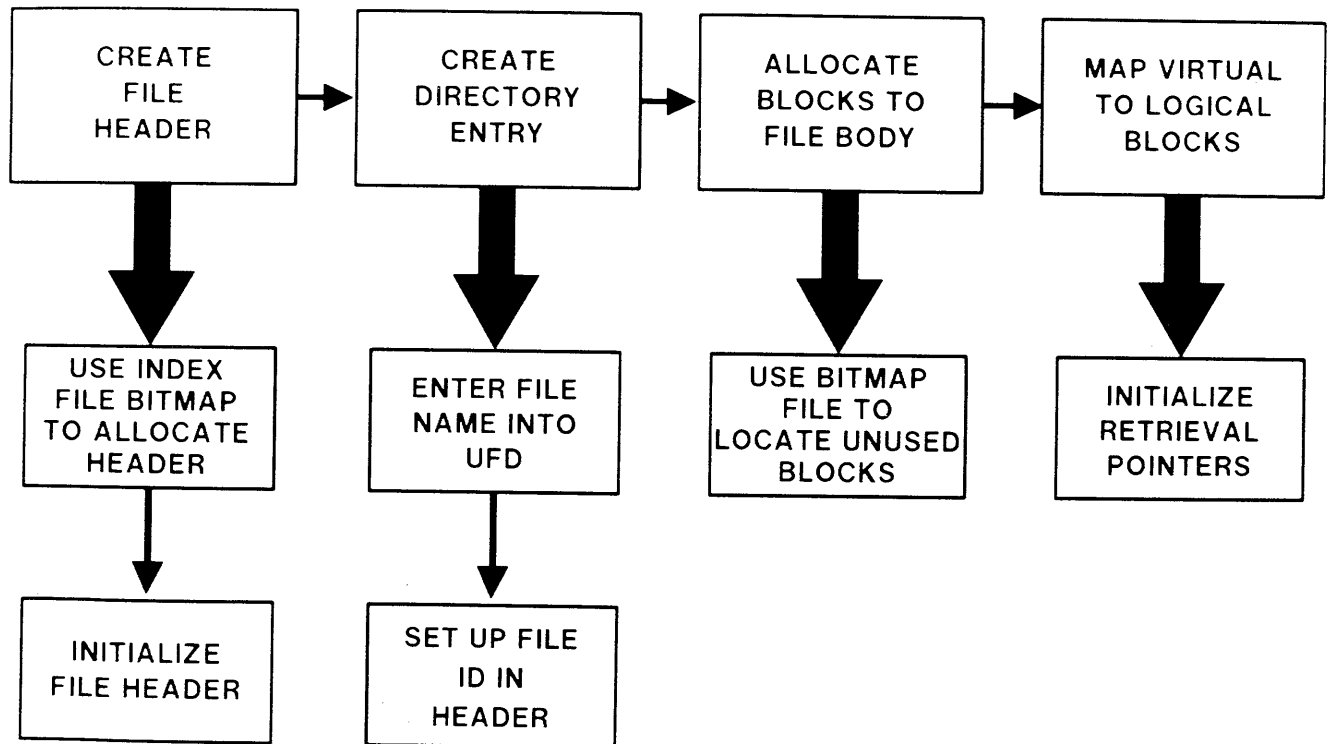 CREATE
FILE
HEADER
CREATE
DIRECTORY
ENTRY
ALLOCATE
BLOCKS TO
FILE BODY
MAP VIRTUAL
TO LOGICAL
BLOCKS
USE INDEX
FILE BITMAP
TO ALLOCATE
HEADER
ENTER FILE
NAME INTO
UFD
USE BITMAP
FILE TO
LOCATE UNUSED
BLOCKS
INITIALIZE
RETRIEVAL
POINTERS
INITIALIZE
FILE HEADER
SET UP FILE
ID IN
HEADER